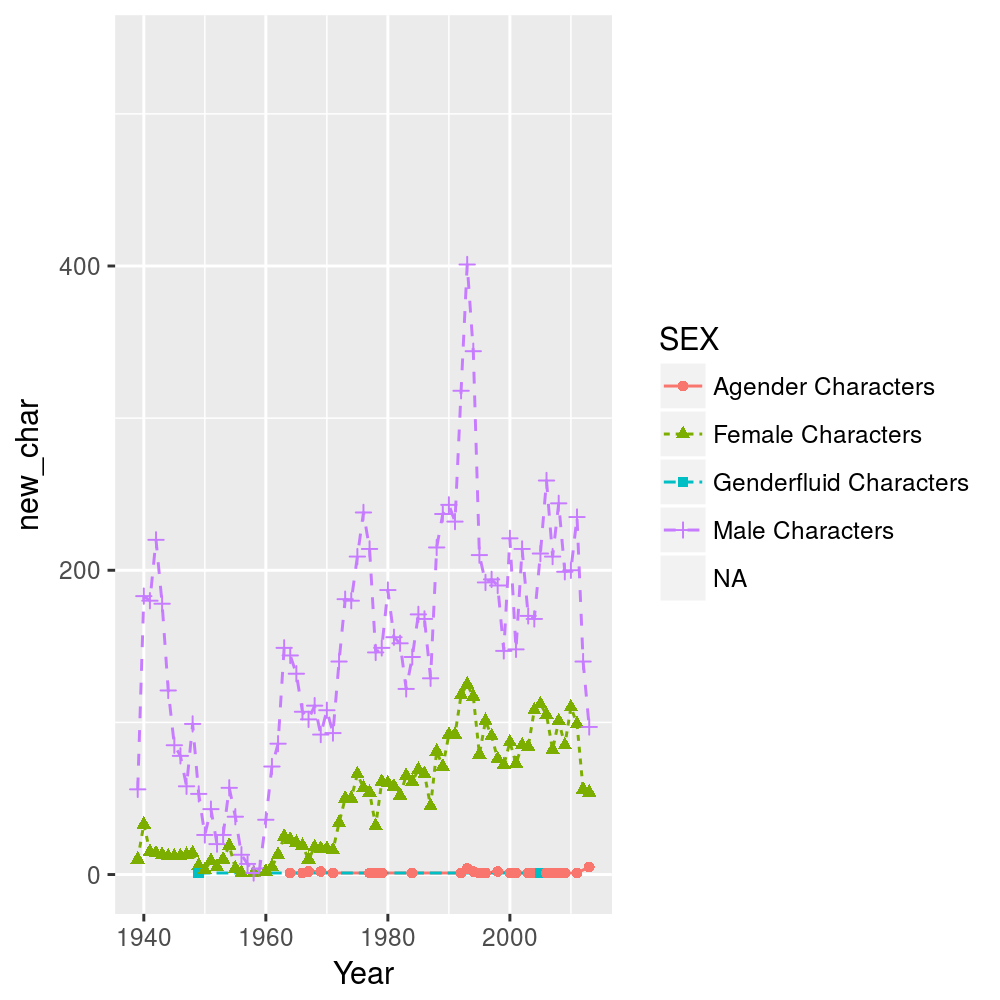 400
200
0
new_char
1940 1960 1980 2000
Year
SEX
Agender Characters
Female Characters
Genderfluid Characters
Male Characters
NA